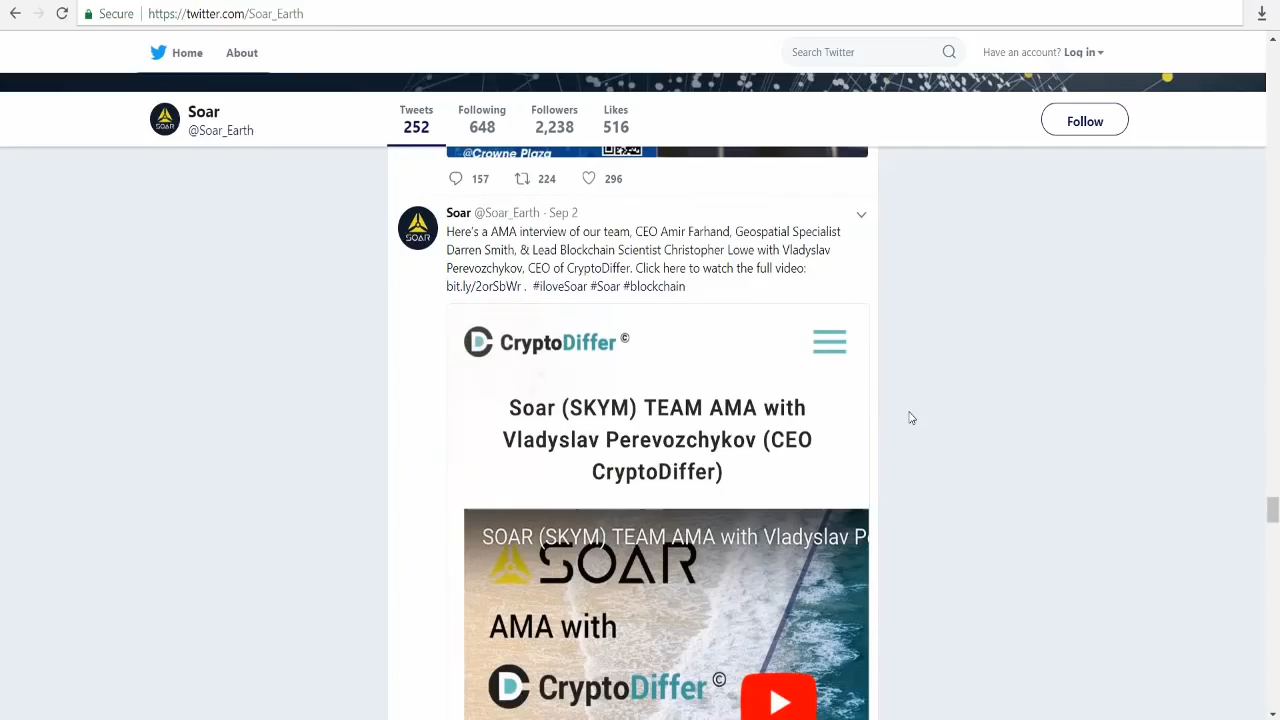 Secure https://twitter.com/Soar_Earth
Home About Search Twitter Have an account? Log in
Soar
@Soar_Earth
Tweets Following Followers Likes
252 648 2,238 516
Follow
@Crowne Plaza
157 224 296
SOAR
Soar @Soar_Earth · Sep 2
Here's a AMA interview of our team, CEO Amir Farhand, Geospatial Specialist
Darren Smith, & Lead Blockchain Scientist Christopher Lowe with Vladyslav
Perevozchykov, CEO of CryptoDiffer. Click here to watch the full video:
bit.ly/2orSbWr . #iloveSoar #Soar #blockchain
CryptoDiffer ©
Soar (SKYM) TEAM AMA with
Vladyslav Perevozchykov (CEO
CryptoDiffer)
SOAR (SKYM) TEAM AMA with Vladyslav P
SOAR
AMA with
CryptoDiffer ©